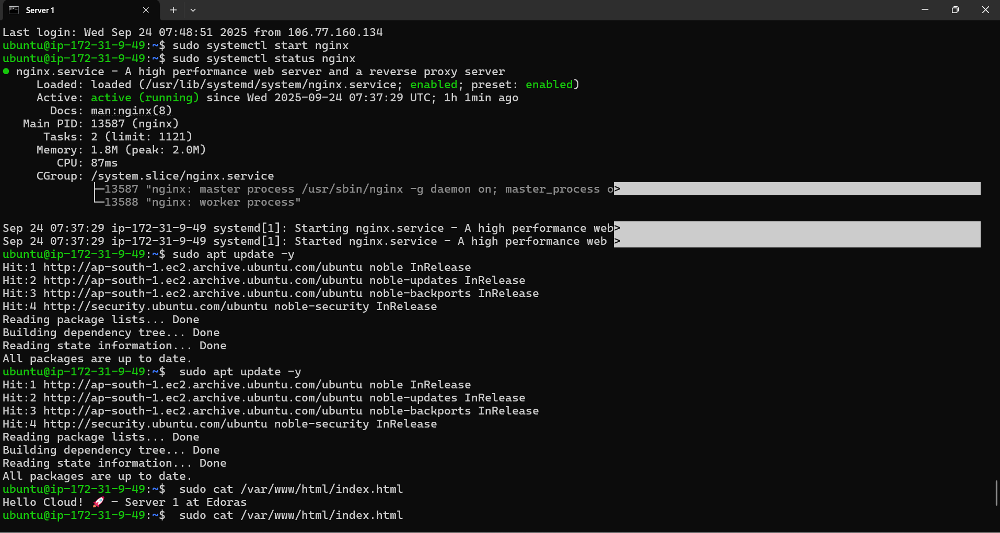 Server 1
Last login: Wed Sep 24 07:48:51 2025 from 106.77.160.134
ubuntu@ip-172-31-9-49:~$ sudo systemctl start nginx
ubuntu@ip-172-31-9-49:~$ sudo systemctl status nginx
● nginx.service - A high performance web server and a reverse proxy server
     Loaded: loaded (/usr/lib/systemd/system/nginx.service; enabled; preset: enabled)
     Active: active (running) since Wed 2025-09-24 07:37:29 UTC; 1h 1min ago
       Docs: man:nginx(8)
   Main PID: 13587 (nginx)
      Tasks: 2 (limit: 1121)
     Memory: 1.8M (peak: 2.0M)
        CPU: 87ms
     CGroup: /system.slice/nginx.service
             ├─13587 "nginx: master process /usr/sbin/nginx -g daemon on; master_process o>
             └─13588 "nginx: worker process"
Sep 24 07:37:29 ip-172-31-9-49 systemd[1]: Starting nginx.service - A high performance web>
Sep 24 07:37:29 ip-172-31-9-49 systemd[1]: Started nginx.service - A high performance web >
ubuntu@ip-172-31-9-49:~$ sudo apt update -y
Hit:1 http://ap-south-1.ec2.archive.ubuntu.com/ubuntu noble InRelease
Hit:2 http://ap-south-1.ec2.archive.ubuntu.com/ubuntu noble-updates InRelease
Hit:3 http://ap-south-1.ec2.archive.ubuntu.com/ubuntu noble-backports InRelease
Hit:4 http://security.ubuntu.com/ubuntu noble-security InRelease
Reading package lists... Done
Building dependency tree... Done
Reading state information... Done
All packages are up to date.
ubuntu@ip-172-31-9-49:~$  sudo apt update -y
Hit:1 http://ap-south-1.ec2.archive.ubuntu.com/ubuntu noble InRelease
Hit:2 http://ap-south-1.ec2.archive.ubuntu.com/ubuntu noble-updates InRelease
Hit:3 http://ap-south-1.ec2.archive.ubuntu.com/ubuntu noble-backports InRelease
Hit:4 http://security.ubuntu.com/ubuntu noble-security InRelease
Reading package lists... Done
Building dependency tree... Done
Reading state information... Done
All packages are up to date.
ubuntu@ip-172-31-9-49:~$  sudo cat /var/www/html/index.html
Hello Cloud! 🚀 - Server 1 at Edoras
ubuntu@ip-172-31-9-49:~$  sudo cat /var/www/html/index.html